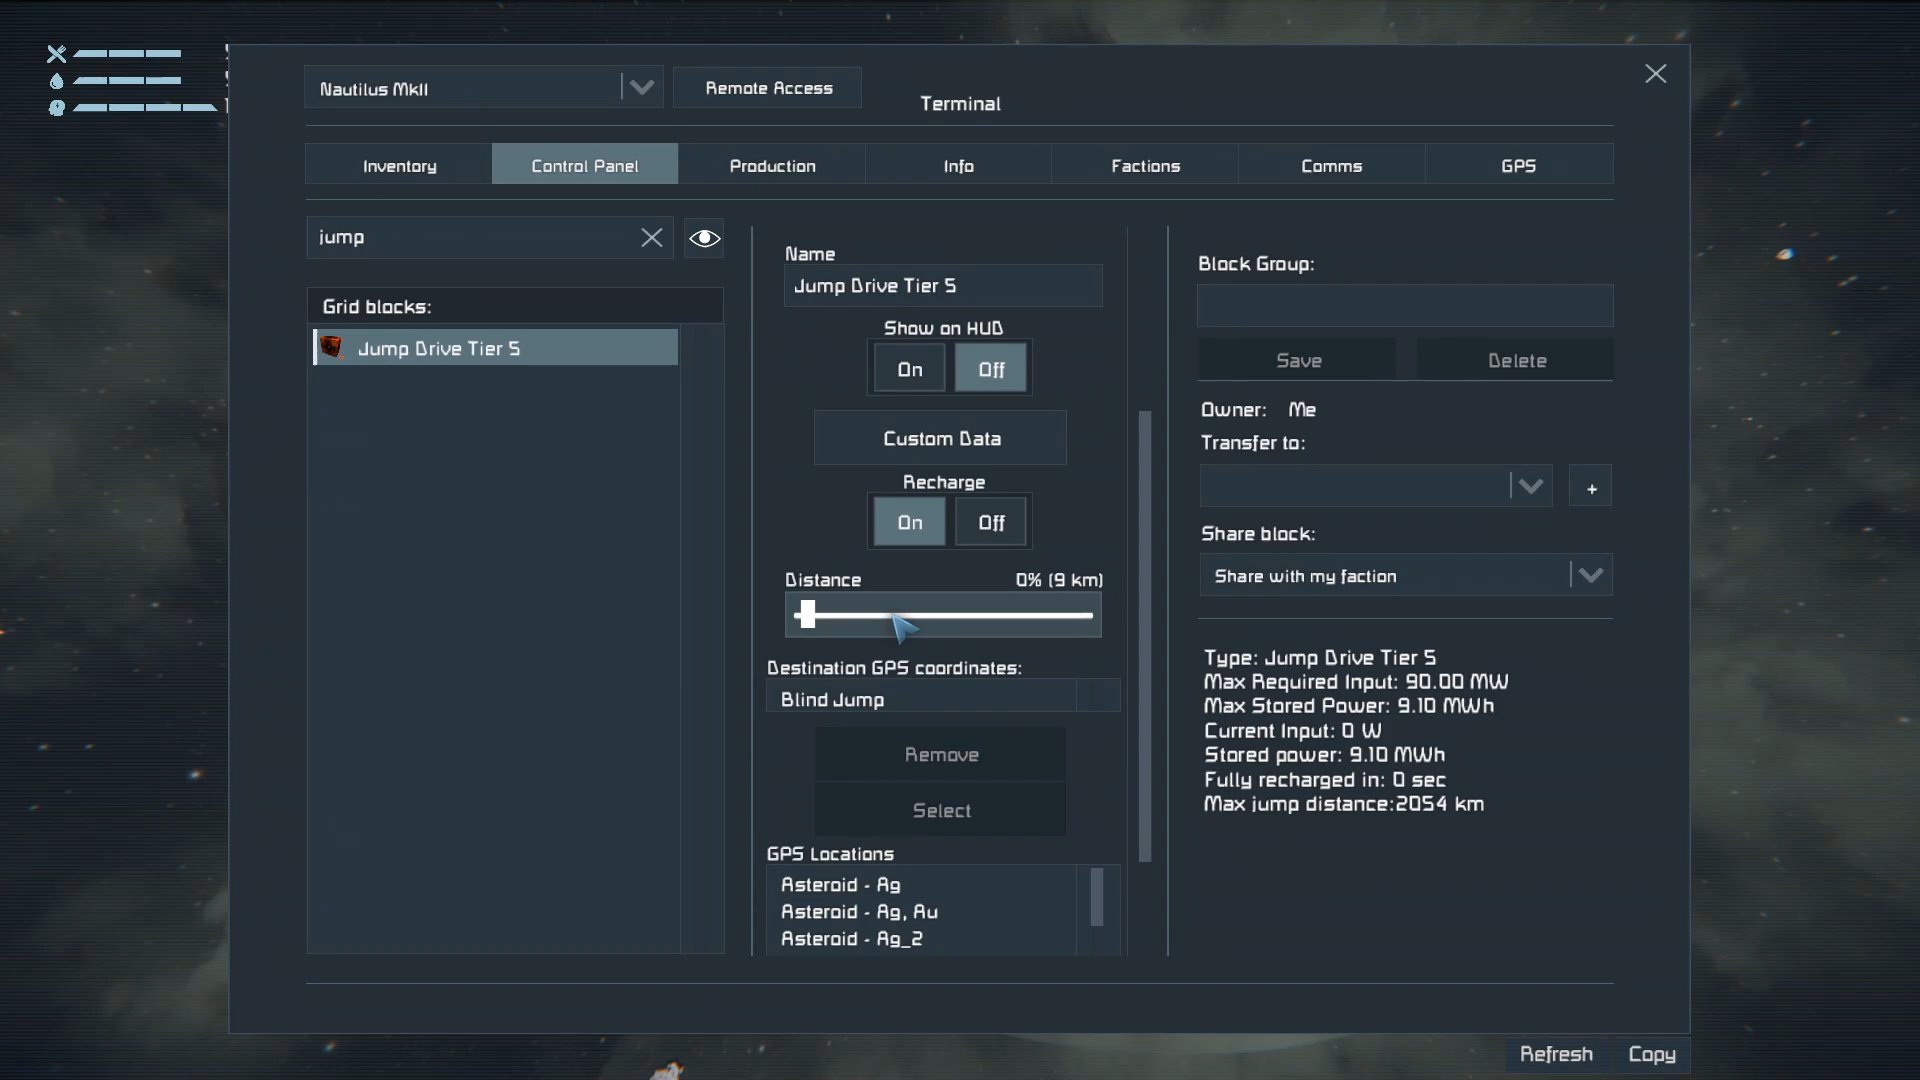 Nautilus MkII
Remote Access
Terminal
Inventory
Control Panel
Production
Info
Factions
Comms
GPS
jump
Grid blocks:
Jump Drive Tier 5
Name
Jump Drive Tier 5
Show on HUD
On
Off
Custom Data
Recharge
On
Off
Distance
0% (9 km)
Destination GPS coordinates:
Blind Jump
Remove
Select
GPS Locations
Asteroid - Ag
Asteroid - Ag, Au
Asteroid - Ag_2
Block Group:
Save
Delete
Owner: Me
Transfer to:
+
Share block:
Share with my faction
Type: Jump Drive Tier 5
Max Required Input: 90.00 MW
Max Stored Power: 9.10 MWh
Current Input: 0 W
Stored power: 9.10 MWh
Fully recharged in: 0 sec
Max jump distance:2054 km
Refresh
Copy